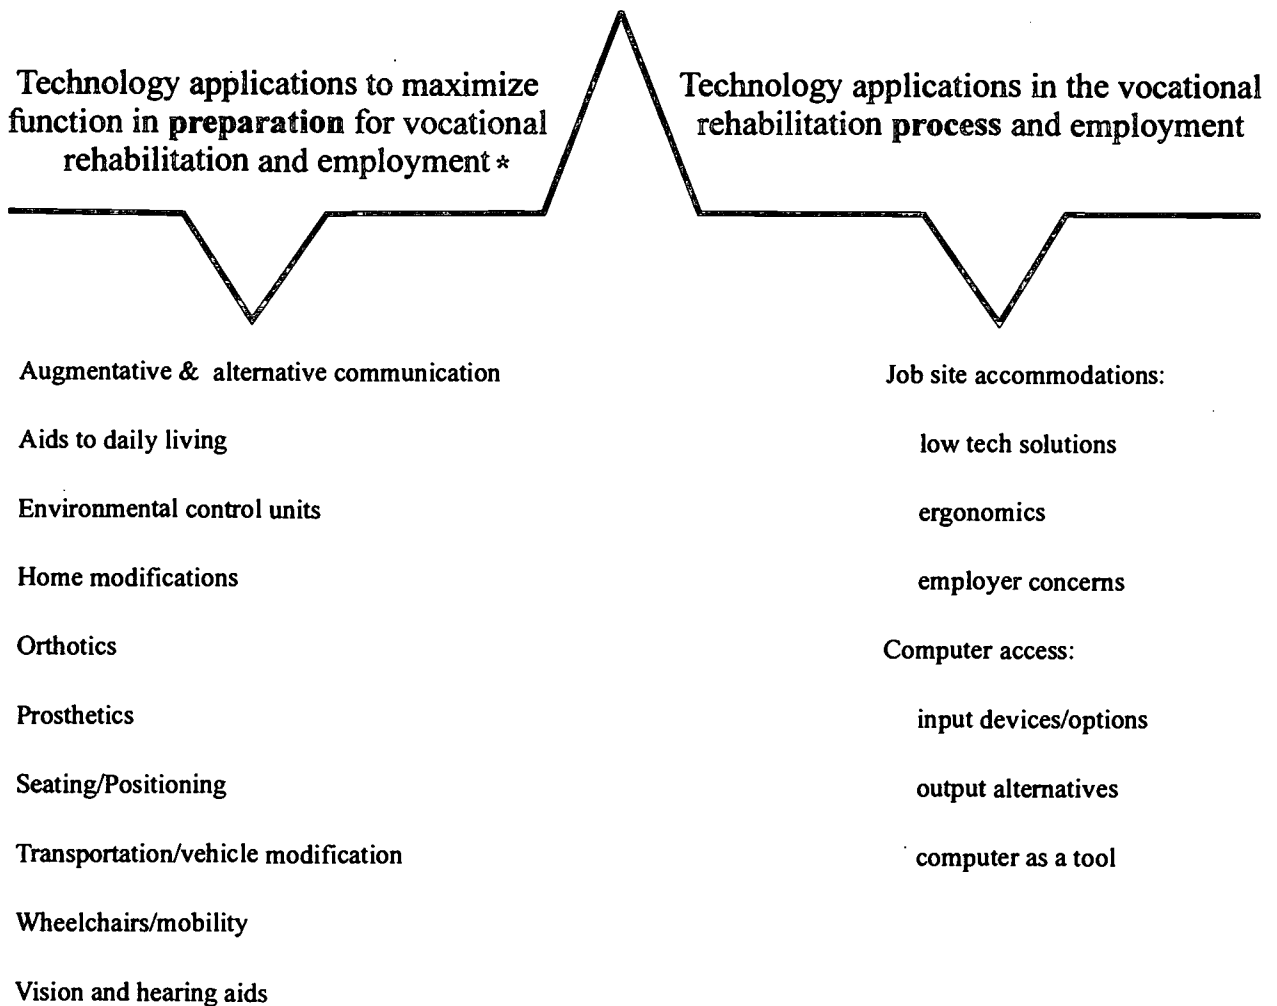 Technology applications to maximize
function in preparation for vocational
rehabilitation and employment *
Technology applications in the vocational
rehabilitation process and employment
Augmentative & alternative communication
Aids to daily living
Environmental control units
Home modifications
Orthotics
Prosthetics
Seating/Positioning
Transportation/vehicle modification
Wheelchairs/mobility
Vision and hearing aids
Job site accommodations:
low tech solutions
ergonomics
employer concerns
Computer access:
input devices/options
output alternatives
computer as a tool